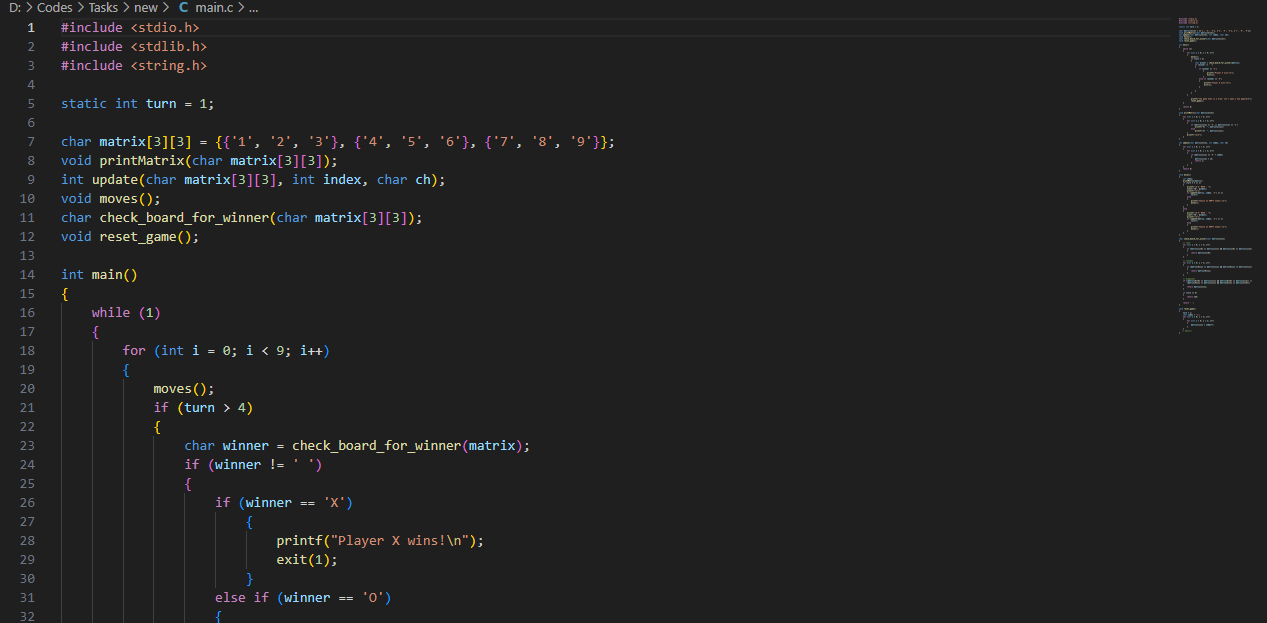 D: > Codes > Tasks > new > C main.c > ...
1 #include <stdio.h>
2 #include <stdlib.h>
3 #include <string.h>
4
5 static int turn = 1;
6
7 char matrix[3][3] = {{'1', '2', '3'}, {'4', '5', '6'}, {'7', '8', '9'}};
8 void printMatrix(char matrix[3][3]);
9 int update(char matrix[3][3], int index, char ch);
10 void moves();
11 char check_board_for_winner(char matrix[3][3]);
12 void reset_game();
13
14 int main()
15 {
16     while (1)
17     {
18         for (int i = 0; i < 9; i++)
19         {
20             moves();
21             if (turn > 4)
22             {
23                 char winner = check_board_for_winner(matrix);
24                 if (winner != ' ')
25                 {
26                     if (winner == 'X')
27                         {
28                             printf("Player X wins!\n");
29                             exit(1);
30                         }
31                     else if (winner == 'O')
32                     {